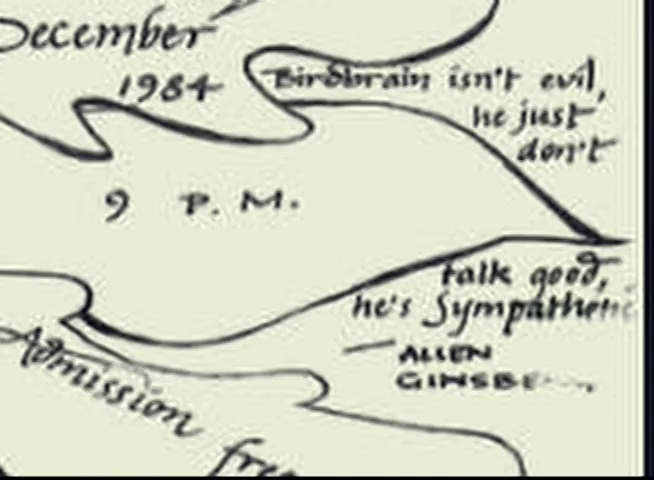 December
1984
Birdbrain isn't evil,
he just
don't
9 P.M.
talk good,
he's Sympathetic
— ALLEN
Admission